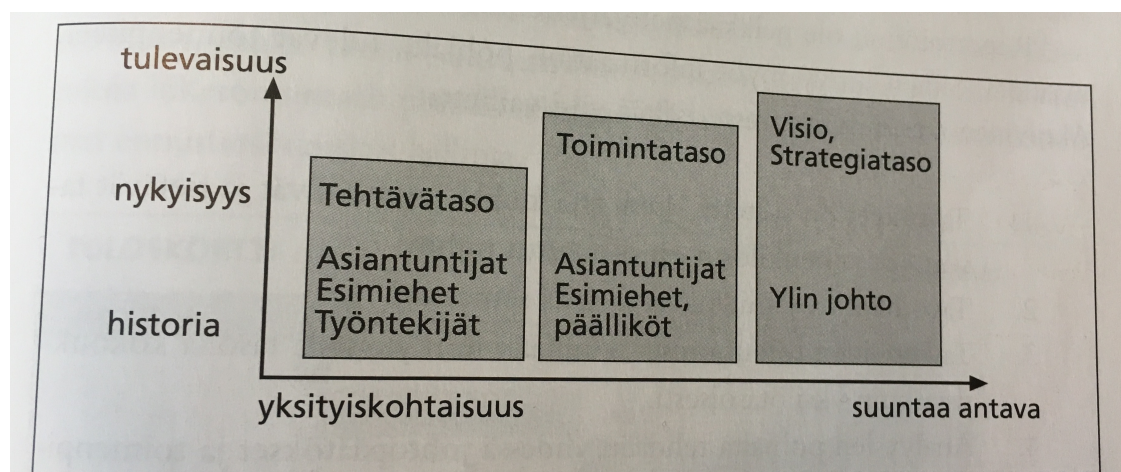 tulevaisuus
nykyisyys
historia
Tehtävätaso
Asiantuntijat
Esimiehet
Työntekijät
Toimintataso
Asiantuntijat
Esimiehet,
päälliköt
Visio,
Strategiataso
Ylin johto
yksityiskohtaisuus
suuntaa antava